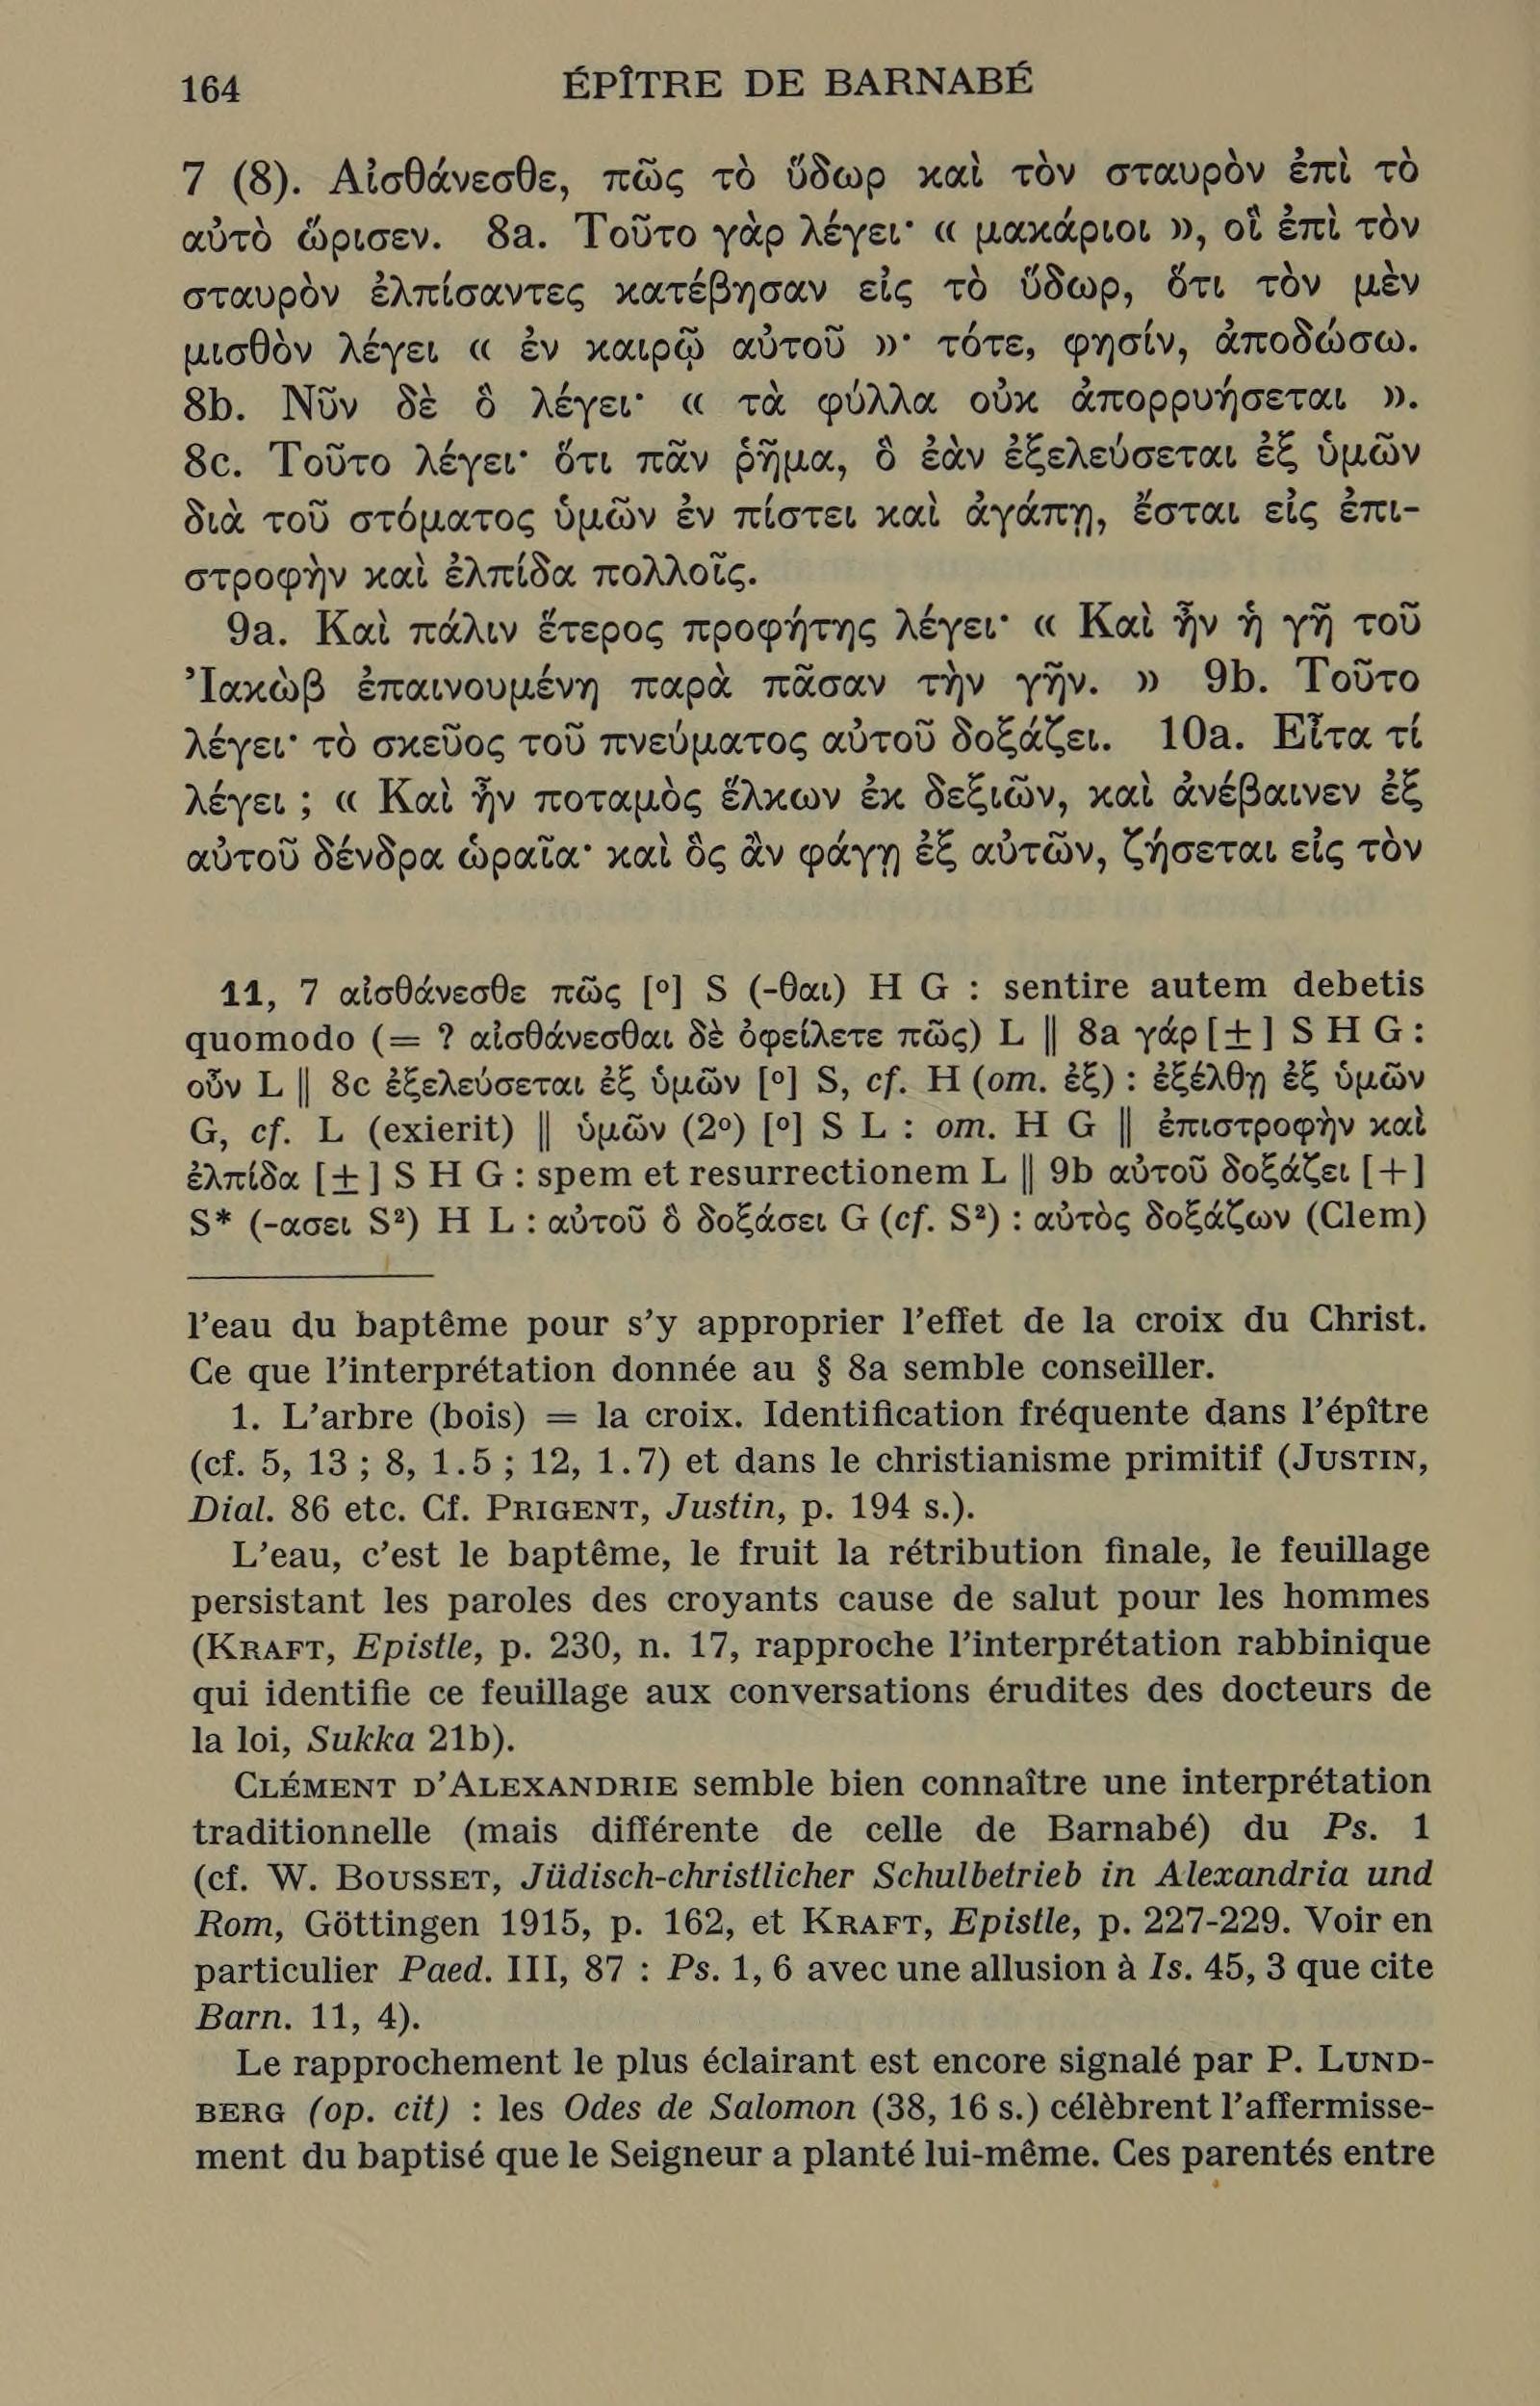 164
ÉPÎTRE DE BARNABÉ
7 (8). Αἰσθάνεσθε, πῶς τὸ ὕδωρ καὶ τὸν σταυρὸν ἐπὶ τὸ
αὐτὸ ὥρισεν. 8a. Τοῦτο γὰρ λέγει· « μακάριοι », οἳ ἐπὶ τὸν
σταυρὸν ἐλπίσαντες κατέβησαν εἰς τὸ ὕδωρ, ὅτι τὸν μὲν
μισθὸν λέγει « ἐν καιρῷ αὐτοῦ »· τότε, φησίν, ἀποδώσω.
8b. Νῦν δὲ ὃ λέγει· « τὰ φύλλα οὐκ ἀπορρυήσεται ».
8c. Τοῦτο λέγει· ὅτι πᾶν ῥῆμα, ὃ ἐὰν ἐξελεύσεται ἐξ ὑμῶν
διὰ τοῦ στόματος ὑμῶν ἐν πίστει καὶ ἀγάπῃ, ἔσται εἰς ἐπι-
στροφὴν καὶ ἐλπίδα πολλοῖς.
9a. Καὶ πάλιν ἕτερος προφήτης λέγει· « Καὶ ἦν ἡ γῆ τοῦ
Ἰακὼβ ἐπαινουμένη παρὰ πᾶσαν τὴν γῆν. » 9b. Τοῦτο
λέγει· τὸ σκεῦος τοῦ πνεύματος αὐτοῦ δοξάζει. 10a. Εἶτα τί
λέγει ; « Καὶ ἦν ποταμὸς ἕλκων ἐκ δεξιῶν, καὶ ἀνέβαινεν ἐξ
αὐτοῦ δένδρα ὡραῖα· καὶ ὃς ἂν φάγῃ ἐξ αὐτῶν, ζήσεται εἰς τὸν
11, 7 αἰσθάνεσθε πῶς [º] S (-θαι) H G : sentire autem debetis
quomodo (= ? αἰσθάνεσθαι δὲ ὀφείλετε πῶς) L || 8a γάρ [±] S H G :
οὖν L || 8c ἐξελεύσεται ἐξ ὑμῶν [º] S, cf. H (om. ἐξ) : ἐξέλθῃ ἐξ ὑμῶν
G, cf. L (exierit) || ὑμῶν (2º) [º] S L : om. H G || ἐπιστροφὴν καὶ
ἐλπίδα [±] S H G : spem et resurrectionem L || 9b αὐτοῦ δοξάζει [+]
S* (-ασει S²) H L : αὐτοῦ ὃ δοξάσει G (cf. S²) : αὐτὸς δοξάζων (Clem)
l'eau du baptême pour s'y approprier l'effet de la croix du Christ.
Ce que l'interprétation donnée au § 8a semble conseiller.
1. L'arbre (bois) = la croix. Identification fréquente dans l'épître
(cf. 5, 13 ; 8, 1.5 ; 12, 1.7) et dans le christianisme primitif (JUSTIN,
Dial. 86 etc. Cf. PRIGENT, Justin, p. 194 s.).
L'eau, c'est le baptême, le fruit la rétribution finale, le feuillage
persistant les paroles des croyants cause de salut pour les hommes
(KRAFT, Epistle, p. 230, n. 17, rapproche l'interprétation rabbinique
qui identifie ce feuillage aux conversations érudites des docteurs de
la loi, Sukka 21b).
CLÉMENT D'ALEXANDRIE semble bien connaître une interprétation
traditionnelle (mais différente de celle de Barnabé) du Ps. 1
(cf. W. BOUSSET, Jüdisch-christlicher Schulbetrieb in Alexandria und
Rom, Göttingen 1915, p. 162, et KRAFT, Epistle, p. 227-229. Voir en
particulier Paed. III, 87 : Ps. 1, 6 avec une allusion à Is. 45, 3 que cite
Barn. 11, 4).
Le rapprochement le plus éclairant est encore signalé par P. LUND-
BERG (op. cit) : les Odes de Salomon (38, 16 s.) célèbrent l'affermisse-
ment du baptisé que le Seigneur a planté lui-même. Ces parentés entre